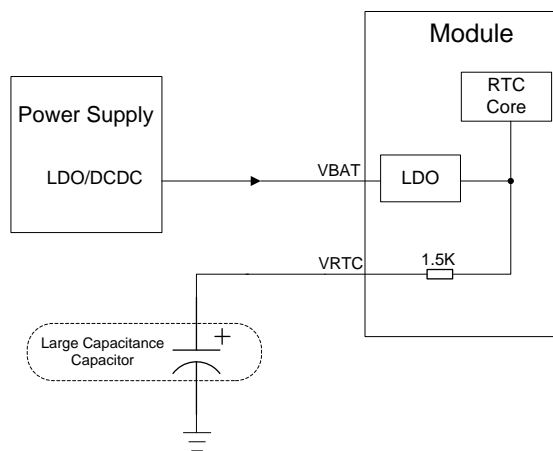 Module
RTC
Core
Power Supply
LDO/DCDC
VBAT
LDO
VRTC
1.5K
Large Capacitance
Capacitor
+